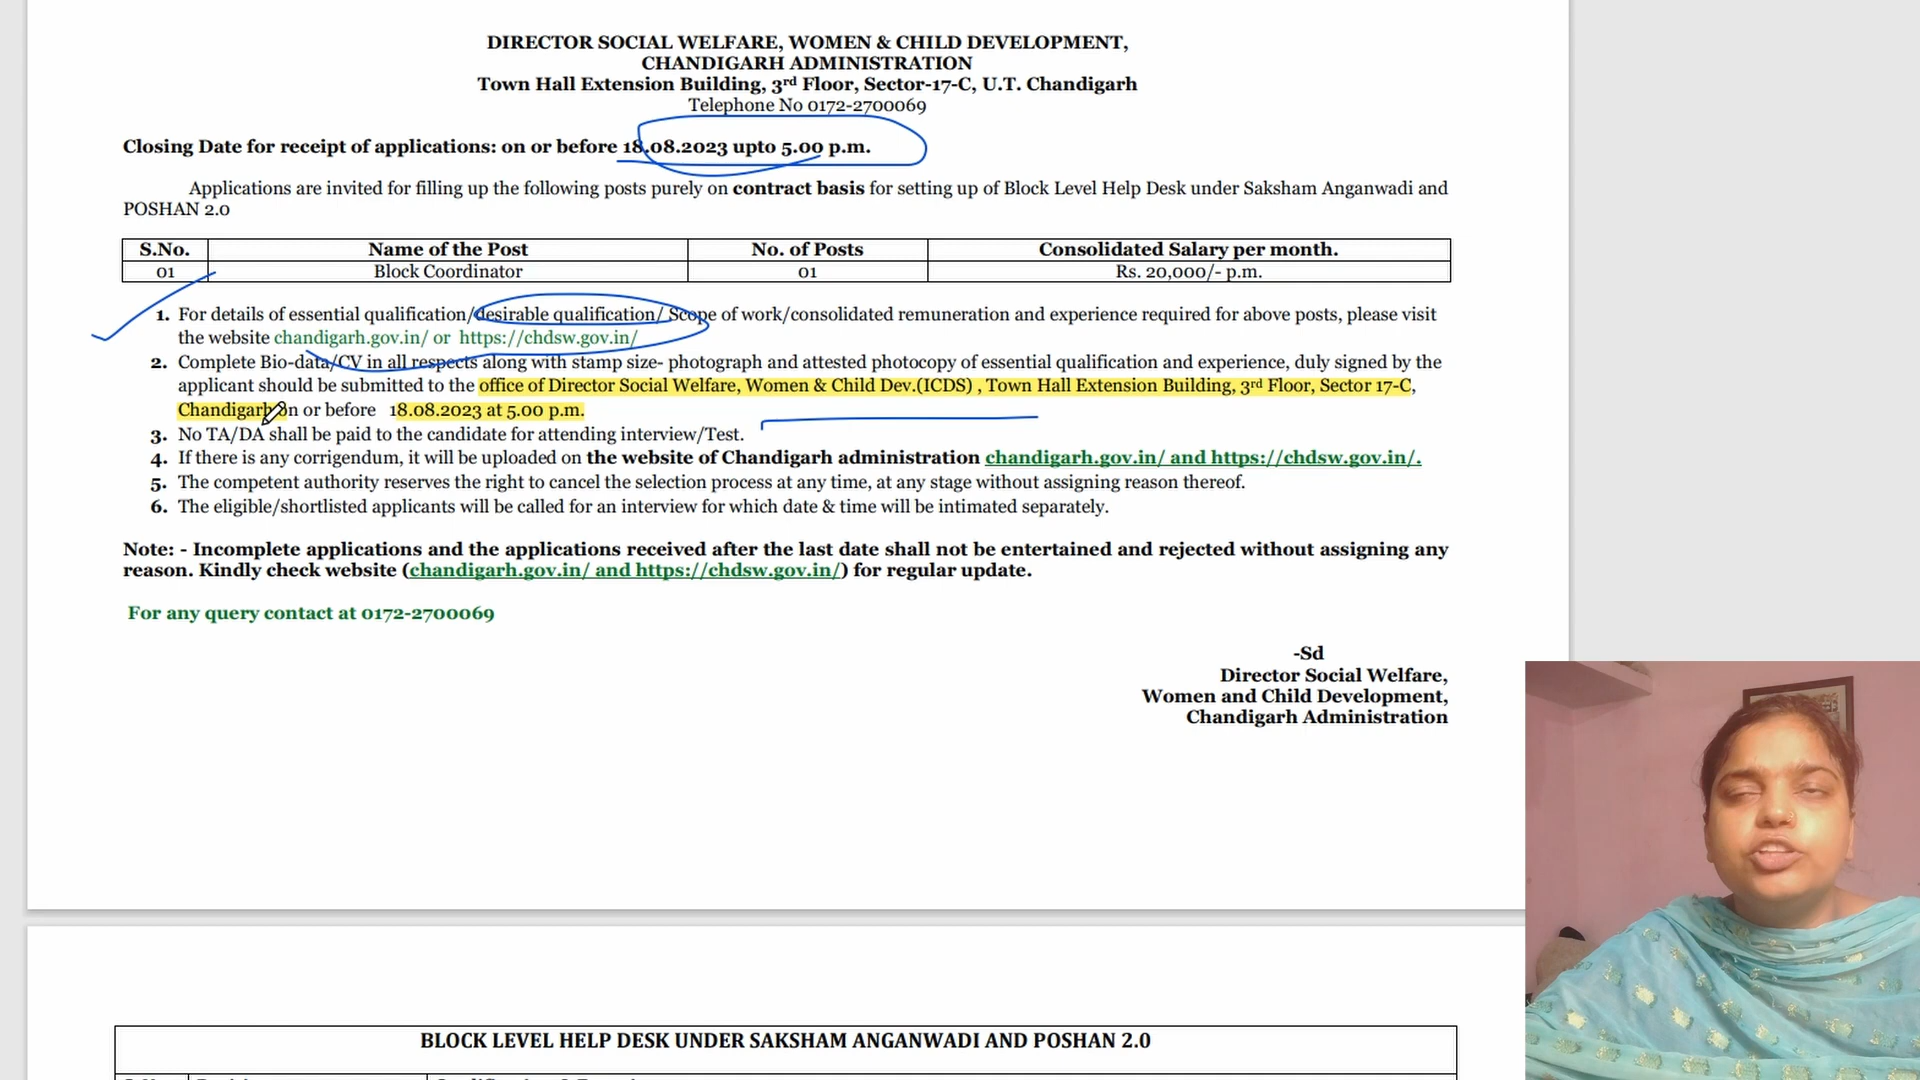 DIRECTOR SOCIAL WELFARE, WOMEN & CHILD DEVELOPMENT,
CHANDIGARH ADMINISTRATION
Town Hall Extension Building, 3rd Floor, Sector-17-C, U.T. Chandigarh
Telephone No 0172-2700069
Closing Date for receipt of applications: on or before 18.08.2023 upto 5.00 p.m.
Applications are invited for filling up the following posts purely on contract basis for setting up of Block Level Help Desk under Saksham Anganwadi and
POSHAN 2.0
S.No. Name of the Post No. of Posts Consolidated Salary per month.
01 Block Coordinator 01 Rs. 20,000/- p.m.
1. For details of essential qualification/desirable qualification/ Scope of work/consolidated remuneration and experience required for above posts, please visit
the website chandigarh.gov.in/ or https://chdsw.gov.in/
2. Complete Bio-data/CV in all respects along with stamp size- photograph and attested photocopy of essential qualification and experience, duly signed by the
applicant should be submitted to the office of Director Social Welfare, Women & Child Dev.(ICDS) , Town Hall Extension Building, 3rd Floor, Sector 17-C,
Chandigarh on or before 18.08.2023 at 5.00 p.m.
3. No TA/DA shall be paid to the candidate for attending interview/Test.
4. If there is any corrigendum, it will be uploaded on the website of Chandigarh administration chandigarh.gov.in/ and https://chdsw.gov.in/.
5. The competent authority reserves the right to cancel the selection process at any time, at any stage without assigning reason thereof.
6. The eligible/shortlisted applicants will be called for an interview for which date & time will be intimated separately.
Note: - Incomplete applications and the applications received after the last date shall not be entertained and rejected without assigning any
reason. Kindly check website (chandigarh.gov.in/ and https://chdsw.gov.in/) for regular update.
For any query contact at 0172-2700069
-Sd
Director Social Welfare,
Women and Child Development,
Chandigarh Administration
BLOCK LEVEL HELP DESK UNDER SAKSHAM ANGANWADI AND POSHAN 2.0